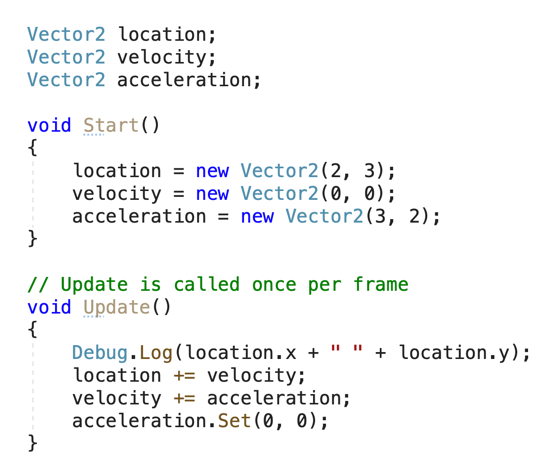 Vector2 location;
Vector2 velocity;
Vector2 acceleration;

void Start()
{
    location = new Vector2(2, 3);
    velocity = new Vector2(0, 0);
    acceleration = new Vector2(3, 2);
}

// Update is called once per frame
void Update()
{
    Debug.Log(location.x + " " + location.y);
    location += velocity;
    velocity += acceleration;
    acceleration.Set(0, 0);
}